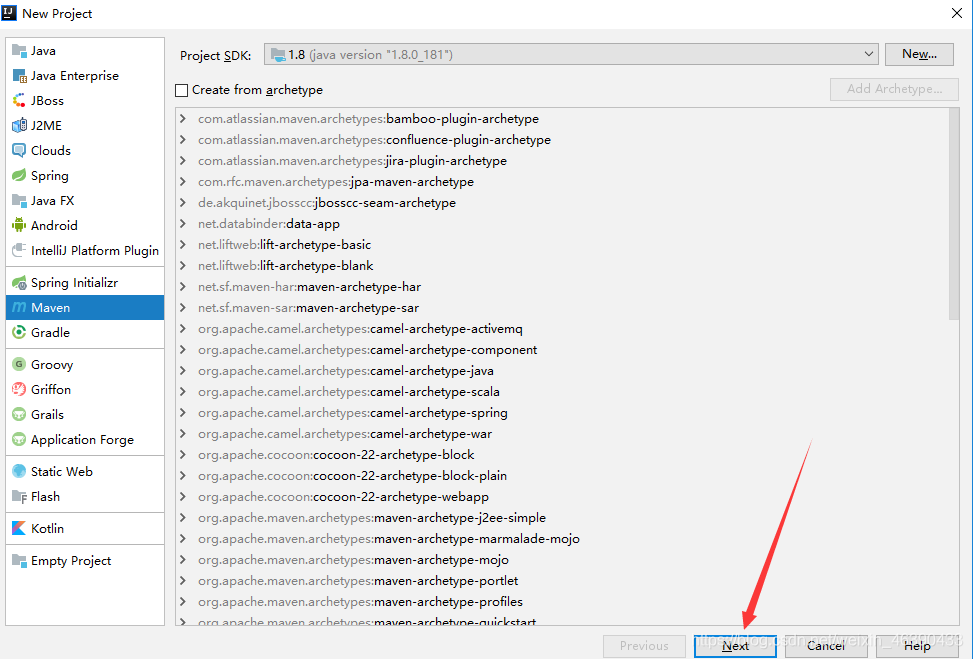 New Project
Java
Java Enterprise
JBoss
J2ME
Clouds
Spring
Java FX
Android
IntelliJ Platform Plugin
Spring Initializr
Maven
Gradle
Groovy
Griffon
Grails
Application Forge
Static Web
Flash
Kotlin
Empty Project
Project SDK: 1.8 (java version "1.8.0_181") New...
Create from archetype Add Archetype...
com.atlassian.maven.archetypes:bamboo-plugin-archetype
com.atlassian.maven.archetypes:confluence-plugin-archetype
com.atlassian.maven.archetypes:jira-plugin-archetype
com.rfc.maven.archetypes:jpa-maven-archetype
de.akquinet.jbosscc:jbosscc-seam-archetype
net.databinder:data-app
net.liftweb:lift-archetype-basic
net.liftweb:lift-archetype-blank
net.sf.maven-har:maven-archetype-har
net.sf.maven-sar:maven-archetype-sar
org.apache.camel.archetypes:camel-archetype-activemq
org.apache.camel.archetypes:camel-archetype-component
org.apache.camel.archetypes:camel-archetype-java
org.apache.camel.archetypes:camel-archetype-scala
org.apache.camel.archetypes:camel-archetype-spring
org.apache.camel.archetypes:camel-archetype-war
org.apache.cocoon:cocoon-22-archetype-block
org.apache.cocoon:cocoon-22-archetype-block-plain
org.apache.cocoon:cocoon-22-archetype-webapp
org.apache.maven.archetypes:maven-archetype-j2ee-simple
org.apache.maven.archetypes:maven-archetype-marmalade-mojo
org.apache.maven.archetypes:maven-archetype-mojo
org.apache.maven.archetypes:maven-archetype-portlet
org.apache.maven.archetypes:maven-archetype-profiles
org.apache.maven.archetypes:maven-archetype-quickstart
Previous Next Cancel Help